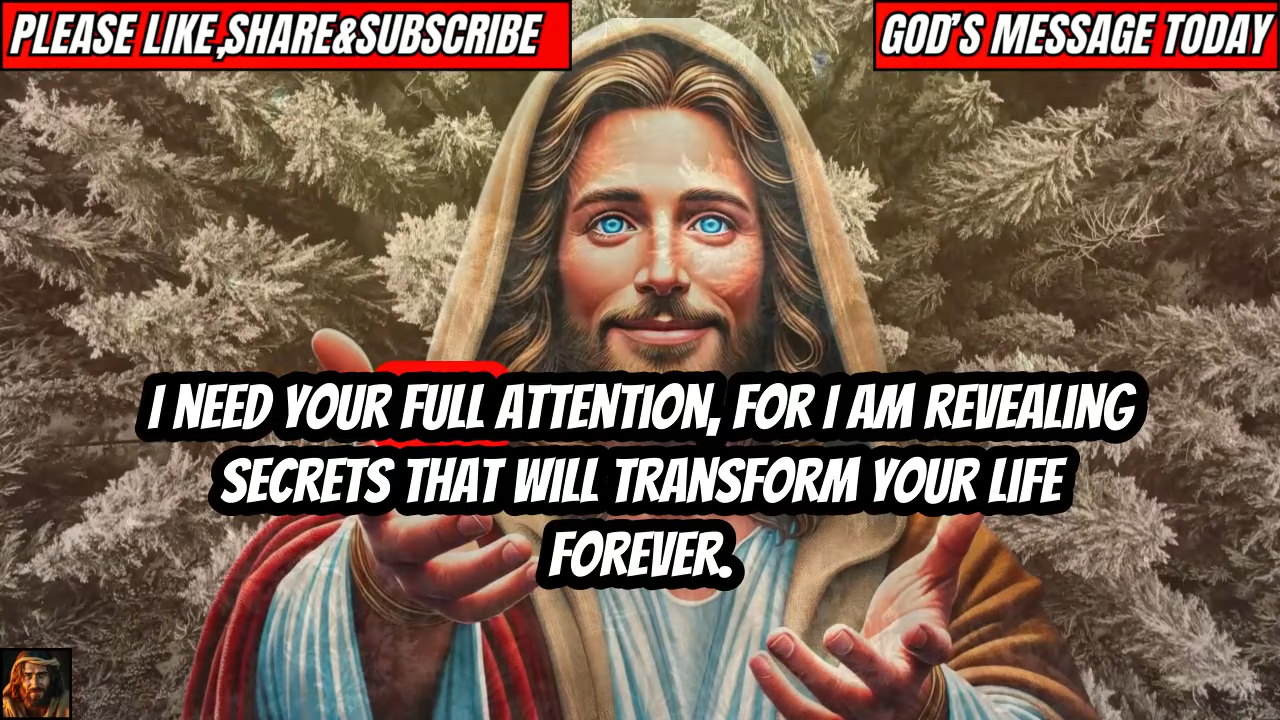 PLEASE LIKE,SHARE&SUBSCRIBE
GOD'S MESSAGE TODAY
I NEED YOUR FULL ATTENTION, FOR I AM REVEALING
SECRETS THAT WILL TRANSFORM YOUR LIFE
FOREVER.